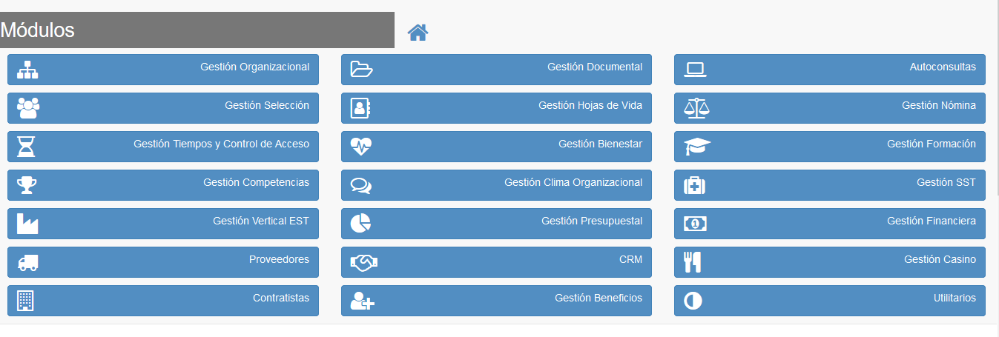 Módulos
Gestión Organizacional
Gestión Documental
Autoconsultas
Gestión Selección
Gestión Hojas de Vida
Gestión Nómina
Gestión Tiempos y Control de Acceso
Gestión Bienestar
Gestión Formación
Gestión Competencias
Gestión Clima Organizacional
Gestión SST
Gestión Vertical EST
Gestión Presupuestal
Gestión Financiera
Proveedores
CRM
Gestión Casino
Contratistas
Gestión Beneficios
Utilitarios